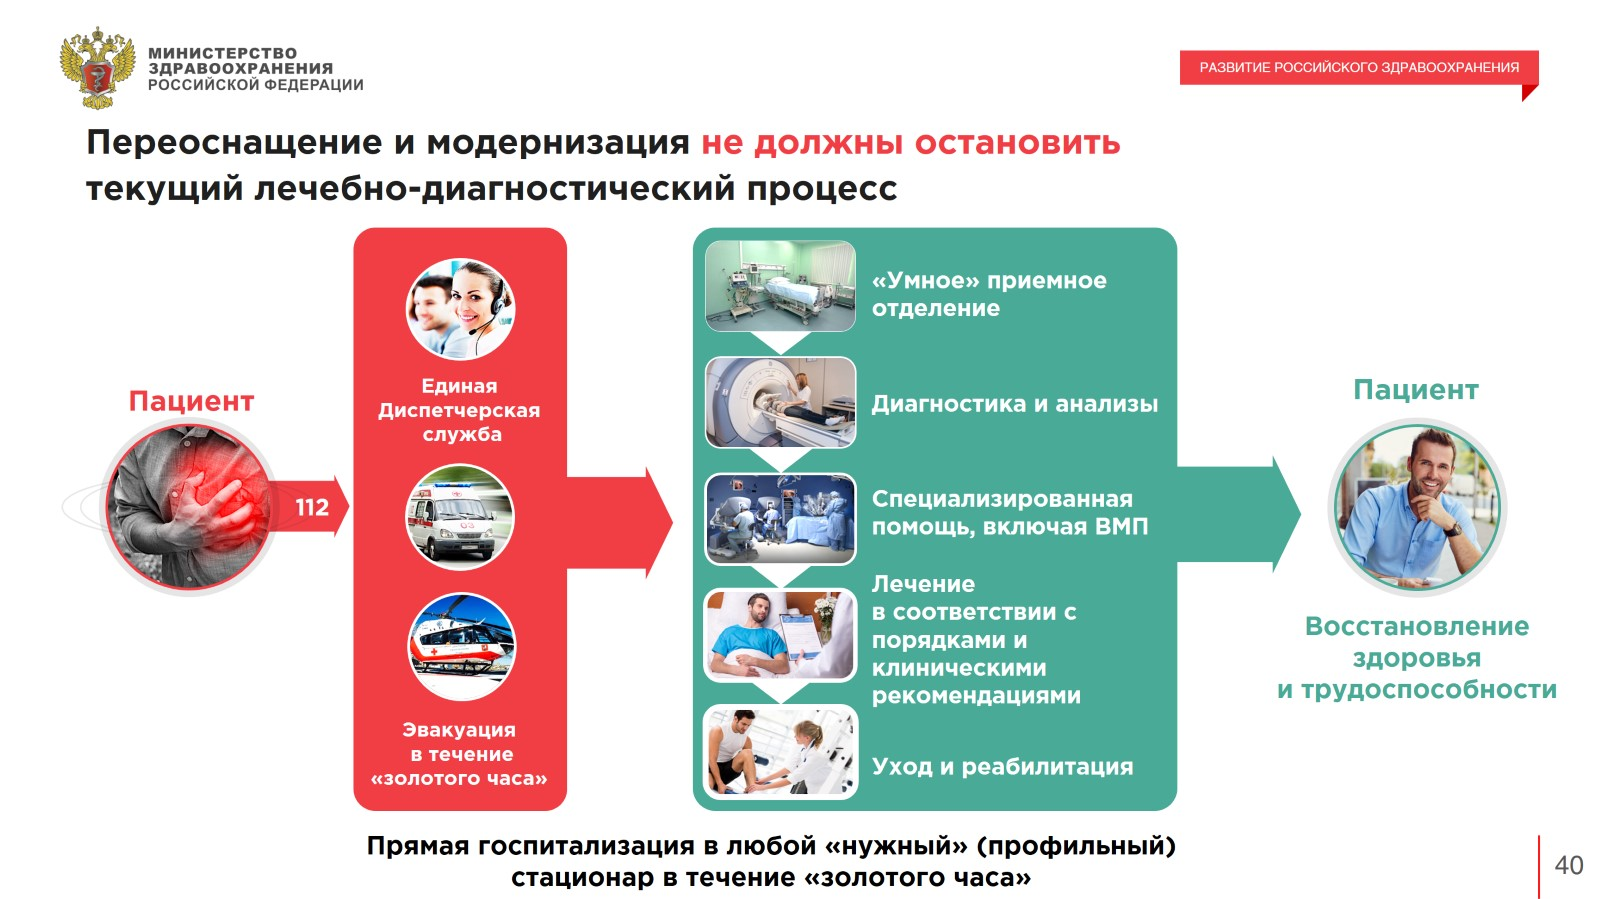 МИНИСТЕРСТВО
ЗДРАВООХРАНЕНИЯ
РОССИЙСКОЙ ФЕДЕРАЦИИ
РАЗВИТИЕ РОССИЙСКОГО ЗДРАВООХРАНЕНИЯ
Переоснащение и модернизация не должны остановить
текущий лечебно-диагностический процесс
Пациент
112
Единая
Диспетчерская
служба
03
Эвакуация
в течение
«золотого часа»
«Умное» приемное
отделение
Диагностика и анализы
Специализированная
помощь, включая ВМП
Лечение
в соответствии с
порядками и
клиническими
рекомендациями
Уход и реабилитация
Пациент
Восстановление
здоровья
и трудоспособности
Прямая госпитализация в любой «нужный» (профильный)
стационар в течение «золотого часа»
40